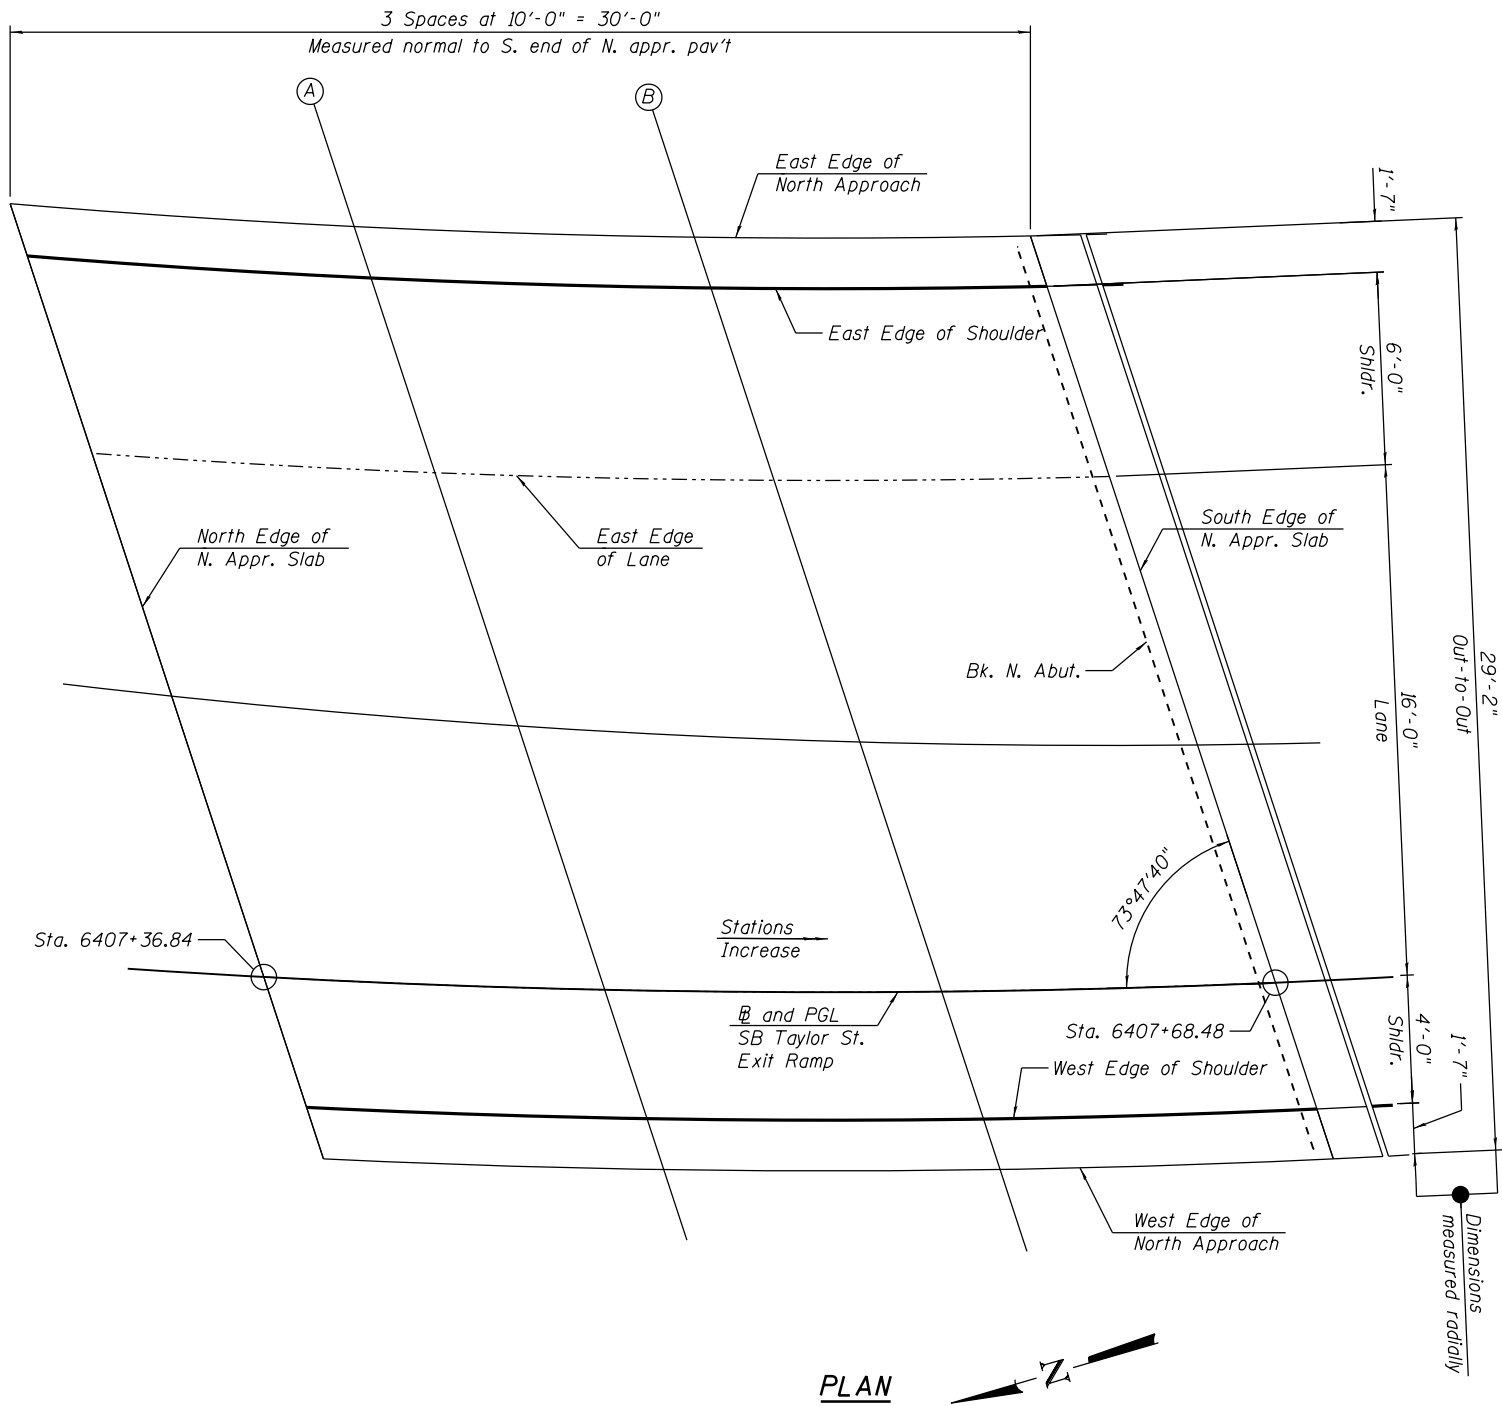 3 Spaces at 10'-0" = 30'-0"
Measured normal to S. end of N. appr. pav't
A
B
East Edge of
North Approach
1'-7"
East Edge of Shoulder
6'-0"
Shldr.
North Edge of
N. Appr. Slab
East Edge
of Lane
South Edge of
N. Appr. Slab
Bk. N. Abut.
29'-2"
Out-to-Out
16'-0"
Lane
73°47'40"
Stations
Increase
Sta. 6407+36.84
℄ and PGL
SB Taylor St.
Exit Ramp
Sta. 6407+68.48
West Edge of Shoulder
4'-0"
Shldr.
1'-7"
West Edge of
North Approach
Dimensions
measured radially
PLAN
N